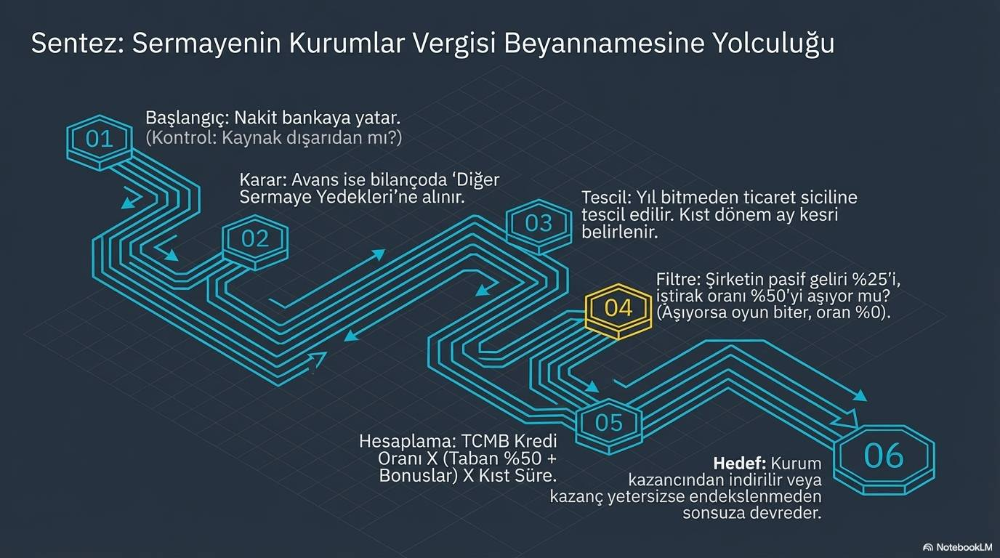 Sentez: Sermayenin Kurumlar Vergisi Beyannamesine Yolculuğu
01
Başlangıç: Nakit bankaya yatar.
(Kontrol: Kaynak dışarıdan mı?)
02
Karar: Avans ise bilançoda ‘Diğer
Sermaye Yedekleri’ne alınır.
03
Tescil: Yıl bitmeden ticaret siciline
tescil edilir. Kıst dönem ay kesri
belirlenir.
04
Filtre: Şirketin pasif geliri %25’i,
iştirak oranı %50’yi aşıyor mu?
(Aşıyorsa oyun biter, oran %0).
05
Hesaplama: TCMB Kredi
Oranı X (Taban %50 +
Bonuslar) X Kıst Süre.
06
Hedef: Kurum
kazancından indirilir veya
kazanç yetersizse endekslenmeden
sonsuza devreder.
NotebookLM